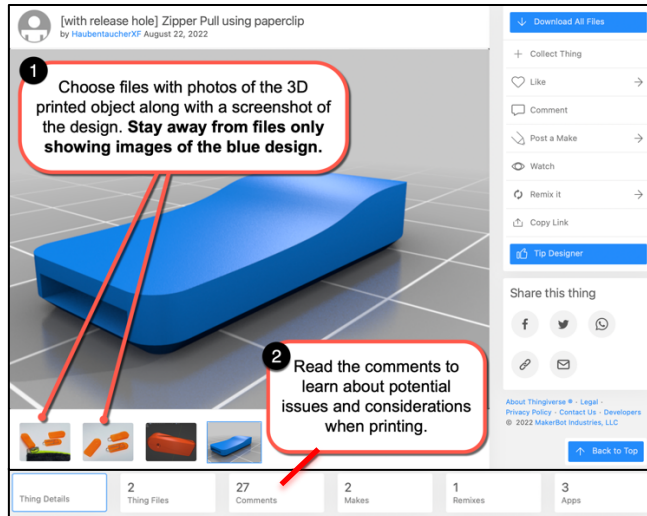 [with release hole] Zipper Pull using paperclip
by HaubentaucherXF August 22, 2022
1
Choose files with photos of the 3D
printed object along with a screenshot of
the design. Stay away from files only
showing images of the blue design.
2
Read the comments to
learn about potential
issues and considerations
when printing.
Download All Files
Collect Thing
Like
Comment
Post a Make
Watch
Remix it
Copy Link
Tip Designer
Share this thing
About Thingiverse ® · Legal ·
Privacy Policy · Contact Us · Developers
© 2022 MakerBot Industries, LLC
Back to Top
Thing Details
2
Thing Files
27
Comments
2
Makes
1
Remixes
3
Apps